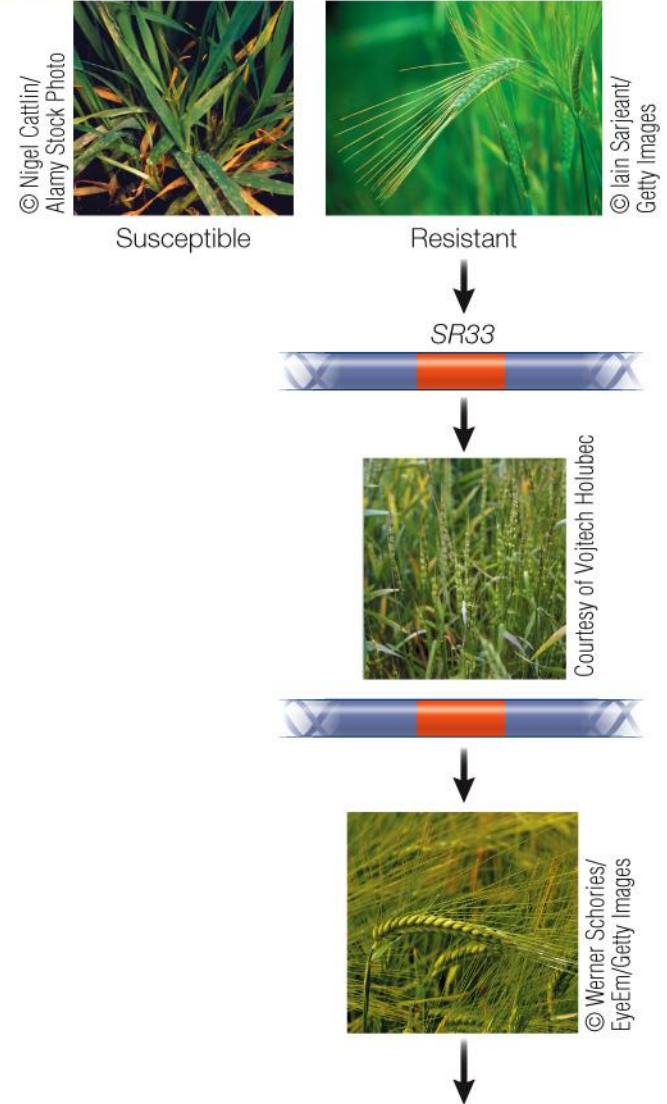 © Nigel Cattlin/
Alamy Stock Photo
© Iain Sarjeant/
Getty Images
Susceptible
Resistant
SR33
Courtesy of Vojtech Holubec
© Werner Schories/
EyeEm/Getty Images